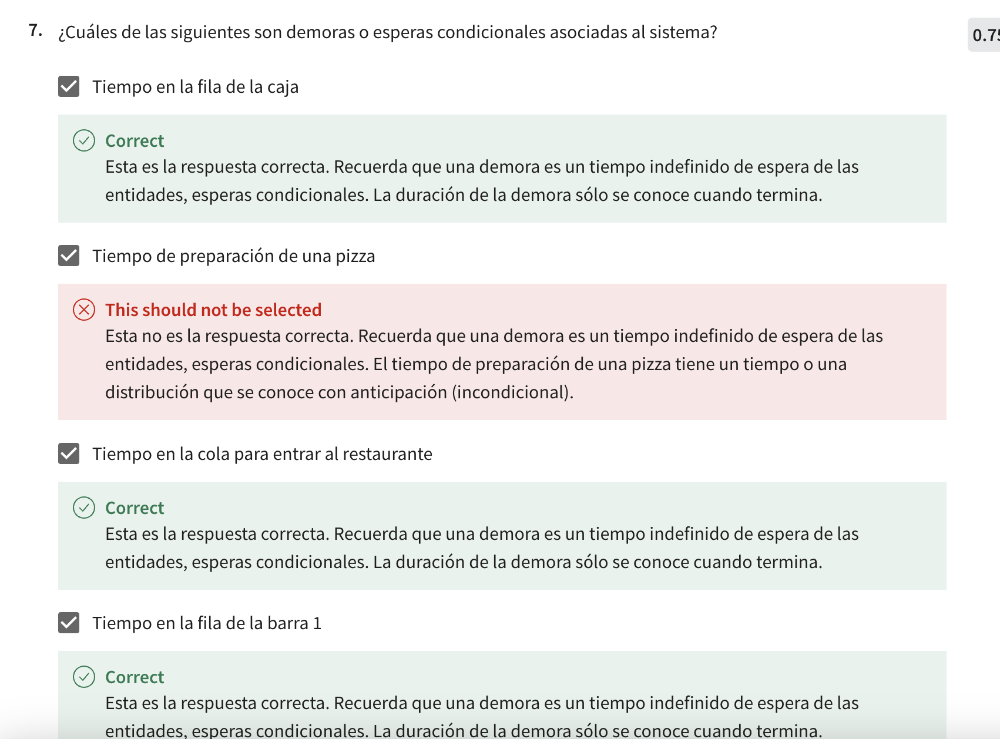 7. ¿Cuáles de las siguientes son demoras o esperas condicionales asociadas al sistema?
0.75
Tiempo en la fila de la caja
Correct
Esta es la respuesta correcta. Recuerda que una demora es un tiempo indefinido de espera de las
entidades, esperas condicionales. La duración de la demora sólo se conoce cuando termina.
Tiempo de preparación de una pizza
This should not be selected
Esta no es la respuesta correcta. Recuerda que una demora es un tiempo indefinido de espera de las
entidades, esperas condicionales. El tiempo de preparación de una pizza tiene un tiempo o una
distribución que se conoce con anticipación (incondicional).
Tiempo en la cola para entrar al restaurante
Correct
Esta es la respuesta correcta. Recuerda que una demora es un tiempo indefinido de espera de las
entidades, esperas condicionales. La duración de la demora sólo se conoce cuando termina.
Tiempo en la fila de la barra 1
Correct
Esta es la respuesta correcta. Recuerda que una demora es un tiempo indefinido de espera de las
entidades, esperas condicionales. La duración de la demora sólo se conoce cuando termina.